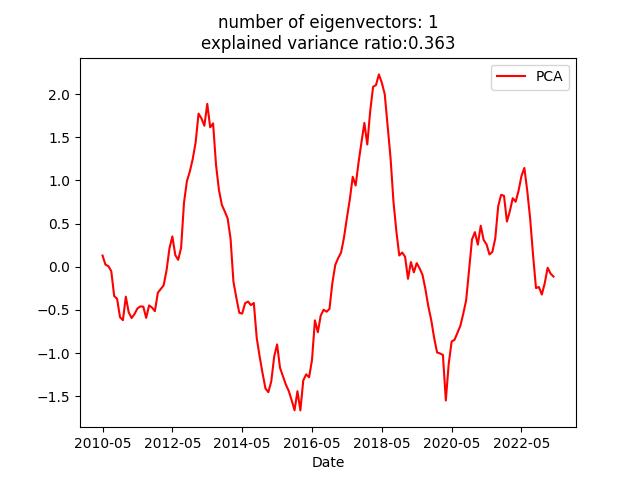 number of eigenvectors: 1
explained variance ratio:0.363
PCA
2.0
1.5
1.0
0.5
0.0
−0.5
−1.0
−1.5
2010-05 2012-05 2014-05 2016-05 2018-05 2020-05 2022-05
Date